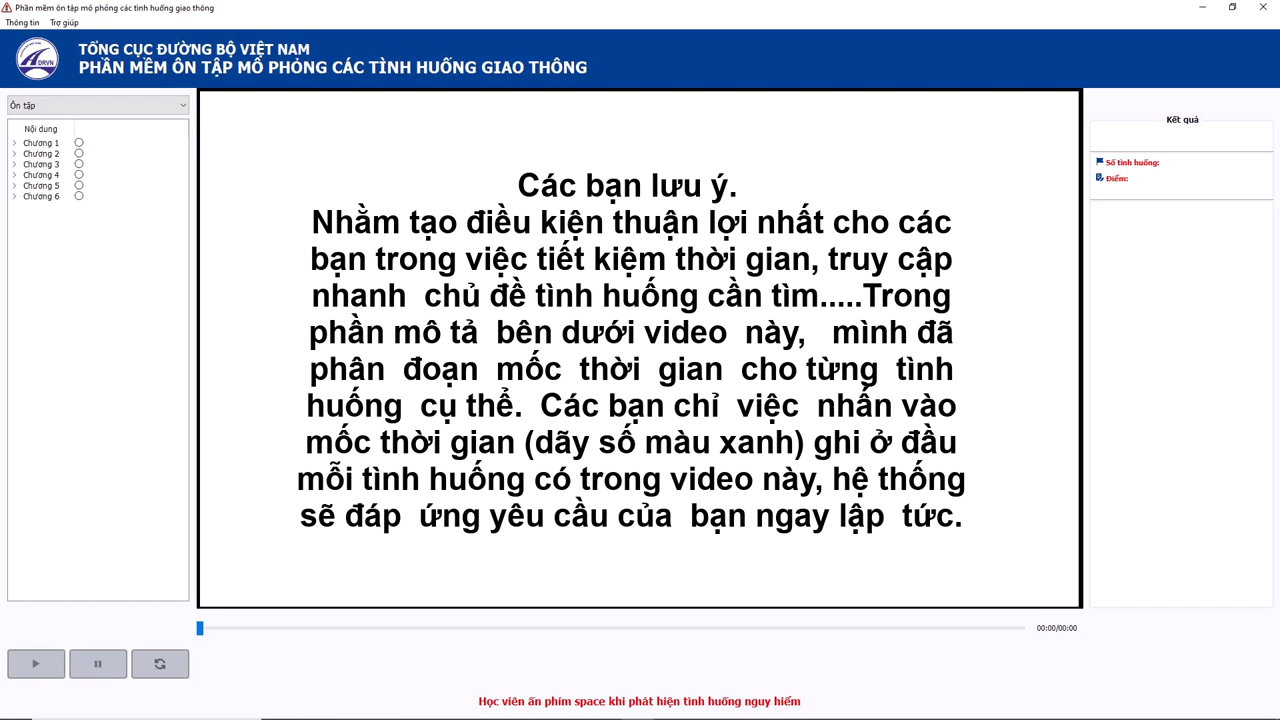 Phần mềm ôn tập mô phỏng các tình huống giao thông
Thông tin Trợ giúp
DRVN
TỔNG CỤC ĐƯỜNG BỘ VIỆT NAM
PHẦN MỀM ÔN TẬP MÔ PHỎNG CÁC TÌNH HUỐNG GIAO THÔNG
Ôn tập
Nội dung
Chương 1
Chương 2
Chương 3
Chương 4
Chương 5
Chương 6
Các bạn lưu ý.
Nhằm tạo điều kiện thuận lợi nhất cho các
bạn trong việc tiết kiệm thời gian, truy cập
nhanh chủ đề tình huống cần tìm.....Trong
phần mô tả bên dưới video này, mình đã
phân đoạn mốc thời gian cho từng tình
huống cụ thể. Các bạn chỉ việc nhấn vào
mốc thời gian (dãy số màu xanh) ghi ở đầu
mỗi tình huống có trong video này, hệ thống
sẽ đáp ứng yêu cầu của bạn ngay lập tức.
Kết quả
Số tình huống:
Điểm:
00:00/00:00
Học viên ấn phím space khi phát hiện tình huống nguy hiểm